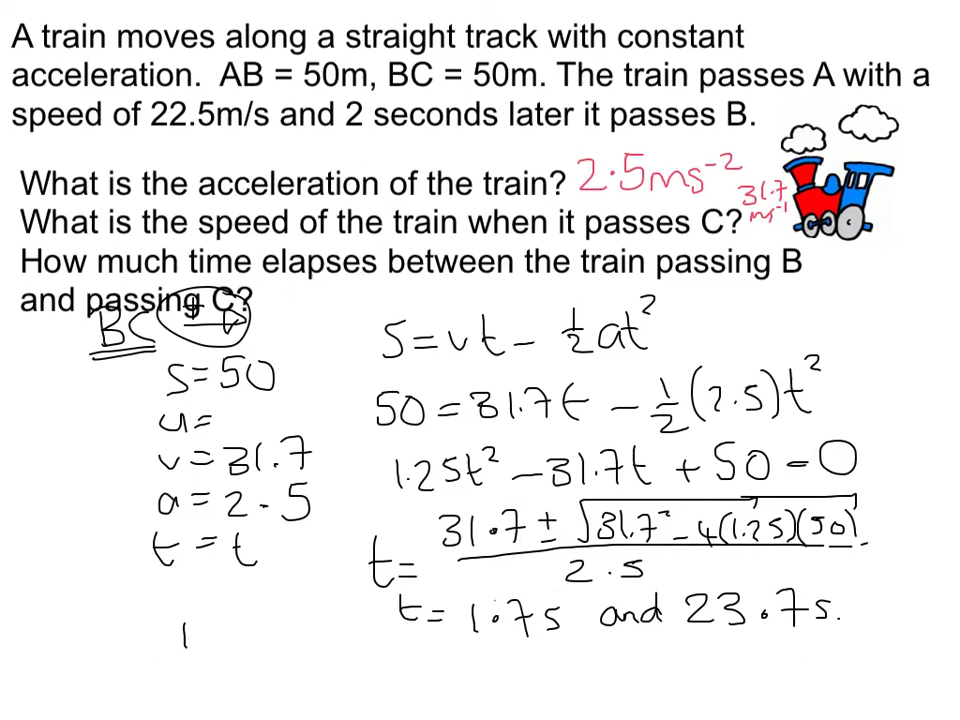 A train moves along a straight track with constant
acceleration. AB = 50m, BC = 50m. The train passes A with a
speed of 22.5m/s and 2 seconds later it passes B.
What is the acceleration of the train? 2.5ms⁻²
What is the speed of the train when it passes C? 31.7 ms⁻¹
How much time elapses between the train passing B
and passing C?
BC
s = 50
u =
v = 31.7
a = 2.5
t = t
s = vt - ½at²
50 = 31.7t - ½(2.5)t²
1.25t² - 31.7t + 50 = 0
t = (31.7 ± √(31.7² - 4(1.25)(50))) / 2.5
t = 1.7s and 23.7s.